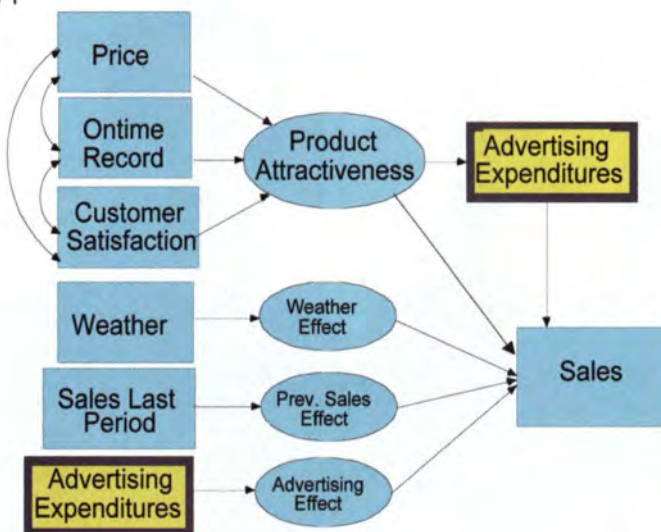 Price
Ontime
Record
Customer
Satisfaction
Product
Attractiveness
Advertising
Expenditures
Weather
Weather
Effect
Sales
Sales Last
Period
Prev. Sales
Effect
Advertising
Expenditures
Advertising
Effect